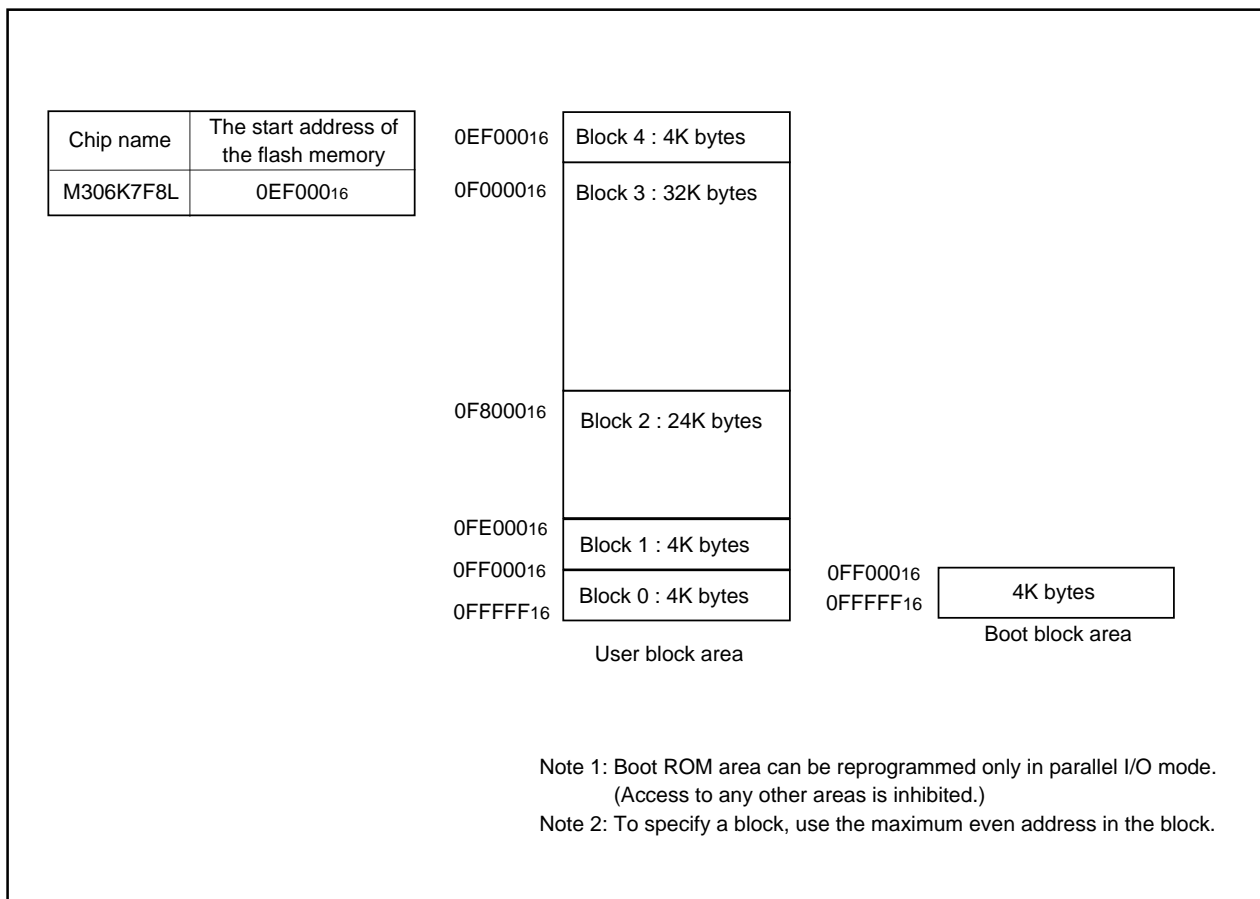 Chip name
The start address of
the flash memory
M306K7F8L
0EF00016
0EF00016
Block 4 : 4K bytes
0F000016
Block 3 : 32K bytes
0F800016
Block 2 : 24K bytes
0FE00016
Block 1 : 4K bytes
0FF00016
Block 0 : 4K bytes
0FFFFF16
User block area
0FF00016
0FFFFF16
4K bytes
Boot block area
Note 1: Boot ROM area can be reprogrammed only in parallel I/O mode.
(Access to any other areas is inhibited.)
Note 2: To specify a block, use the maximum even address in the block.